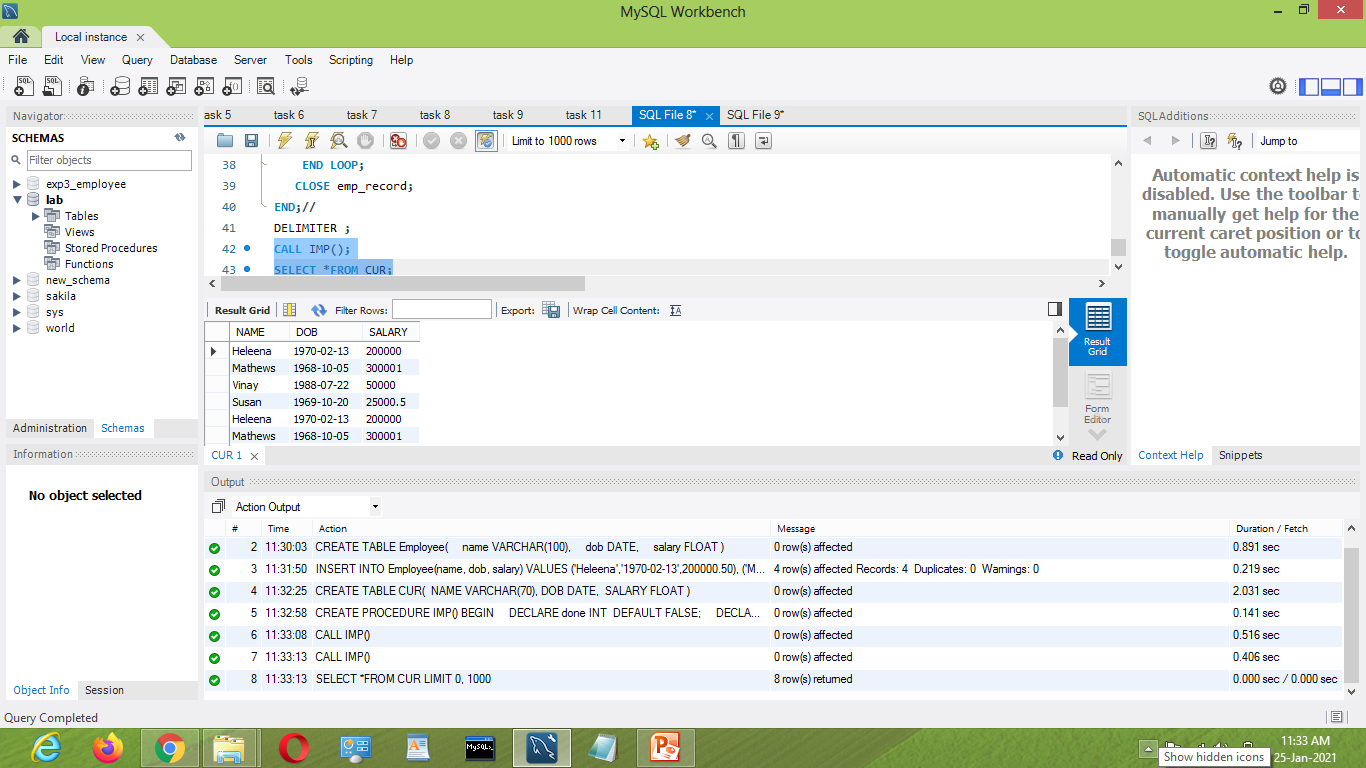 MySQL Workbench
Local instance
File Edit View Query Database Server Tools Scripting Help
Navigator
SCHEMAS
Filter objects
exp3_employee
lab
Tables
Views
Stored Procedures
Functions
new_schema
sakila
sys
world
Administration Schemas
Information
No object selected
Object Info Session
ask 5 task 6 task 7 task 8 task 9 task 11 SQL File 8* SQL File 9*
Limit to 1000 rows
38 END LOOP;
39 CLOSE emp_record;
40 END;//
41 DELIMITER ;
42 CALL IMP();
43 SELECT *FROM CUR;
Result Grid Filter Rows: Export: Wrap Cell Content:
NAME DOB SALARY
Heleena 1970-02-13 200000
Mathews 1968-10-05 300001
Vinay 1988-07-22 50000
Susan 1969-10-20 25000.5
Heleena 1970-02-13 200000
Mathews 1968-10-05 300001
Result
Grid
Form
Editor
CUR 1 Read Only
SQLAdditions
Jump to
Automatic context help is
disabled. Use the toolbar t
manually get help for the
current caret position or to
toggle automatic help.
Context Help Snippets
Output
Action Output
# Time Action Message Duration / Fetch
2 11:30:03 CREATE TABLE Employee( name VARCHAR(100), dob DATE, salary FLOAT ) 0 row(s) affected 0.891 sec
3 11:31:50 INSERT INTO Employee(name, dob, salary) VALUES ('Heleena','1970-02-13',200000.50), ('M... 4 row(s) affected Records: 4 Duplicates: 0 Warnings: 0 0.219 sec
4 11:32:25 CREATE TABLE CUR( NAME VARCHAR(70), DOB DATE, SALARY FLOAT ) 0 row(s) affected 2.031 sec
5 11:32:58 CREATE PROCEDURE IMP() BEGIN DECLARE done INT DEFAULT FALSE; DECLA... 0 row(s) affected 0.141 sec
6 11:33:08 CALL IMP() 0 row(s) affected 0.516 sec
7 11:33:13 CALL IMP() 0 row(s) affected 0.406 sec
8 11:33:13 SELECT *FROM CUR LIMIT 0, 1000 8 row(s) returned 0.000 sec / 0.000 sec
Query Completed
11:33 AM
Show hidden icons
25-Jan-2021